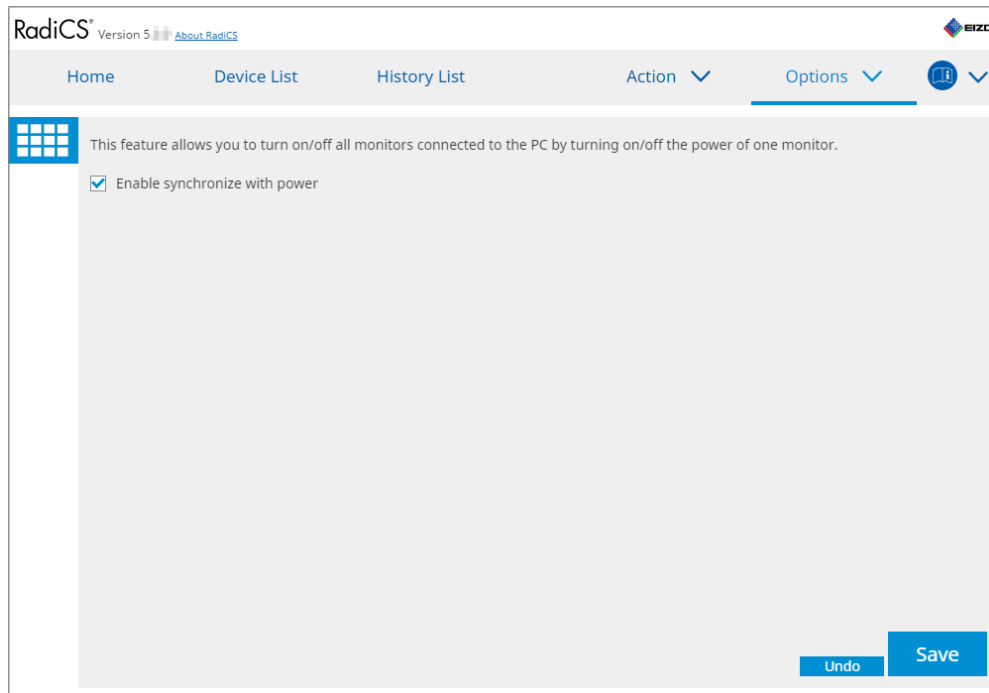 RadiCS® Version 5. About RadiCS
EIZO
Home Device List History List Action Options
This feature allows you to turn on/off all monitors connected to the PC by turning on/off the power of one monitor.
Enable synchronize with power
Save
Undo